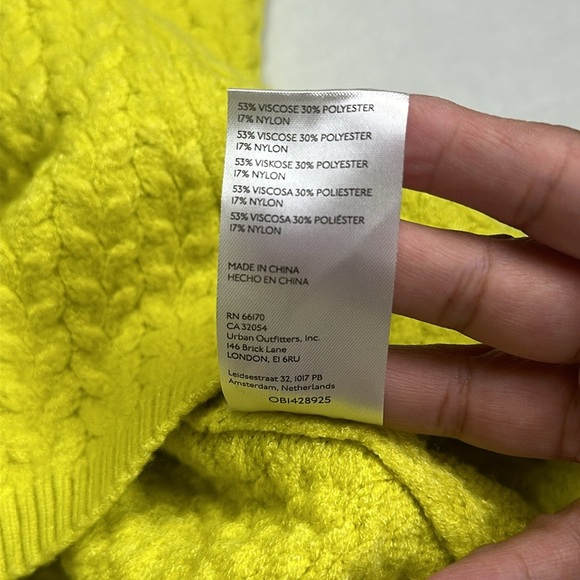 53% VISCOSE 30% POLYESTER
17% NYLON
53% VISCOSE 30% POLYESTER
17% NYLON
53% VISKOSE 30% POLYESTER
17% NYLON
53% VISCOSA 30% POLIESTERE
17% NYLON
53% VISCOSA 30% POLIÉSTER
17% NYLON
MADE IN CHINA
HECHO EN CHINA
RN 66170
CA 32054
Urban Outfitters, Inc.
146 Brick Lane
LONDON, E1 6RU
Leidsestraat 32, 1017 PB
Amsterdam, Netherlands
OB1428925